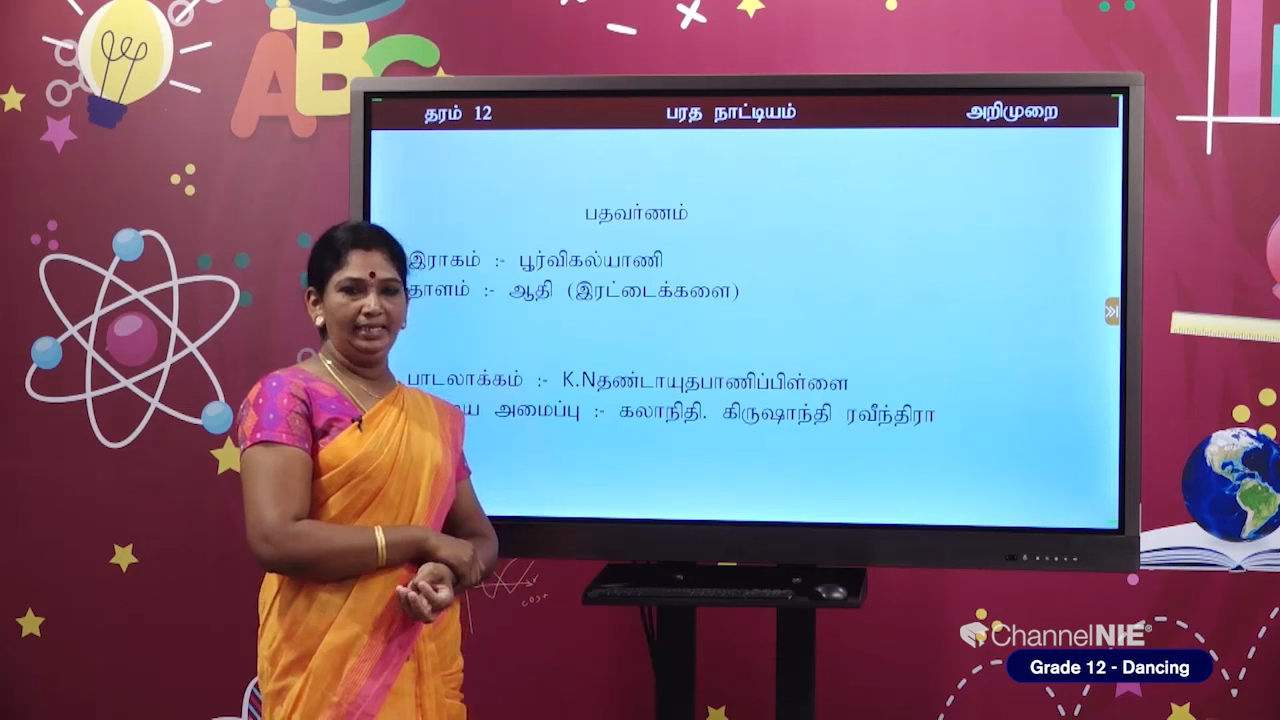 ABC
தரம் 12 பரத நாட்டியம் அறிமுறை
பதவர்ணம்
இராகம் :- பூர்விகல்யாணி
தாளம் :- ஆதி (இரட்டைக்களை)
பாடலாக்கம் :- K.Nதண்டாயுதபாணிப்பிள்ளை
அமைப்பு :- கலாநிதி. கிருஷாந்தி ரவீந்திரா
ChannelNIE®
Grade 12 - Dancing